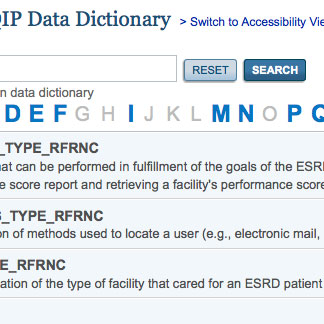 QIP Data Dictionary > Switch to Accessibility Vie
RESET SEARCH
n data dictionary
D E F G H I J K L M N O P Q
_TYPE_RFRNC
hat can be performed in fulfillment of the goals of the ESR
e score report and retrieving a facility's performance score
S_TYPE_RFRNC
on of methods used to locate a user (e.g., electronic mail,
E_RFRNC
ation of the type of facility that cared for an ESRD patient